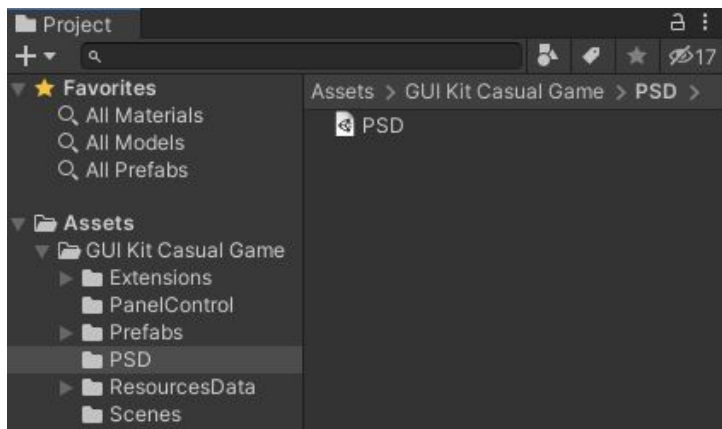 Project
17
Favorites
All Materials
All Models
All Prefabs
Assets
GUI Kit Casual Game
Extensions
PanelControl
Prefabs
PSD
ResourcesData
Scenes
Assets > GUI Kit Casual Game > PSD >
PSD